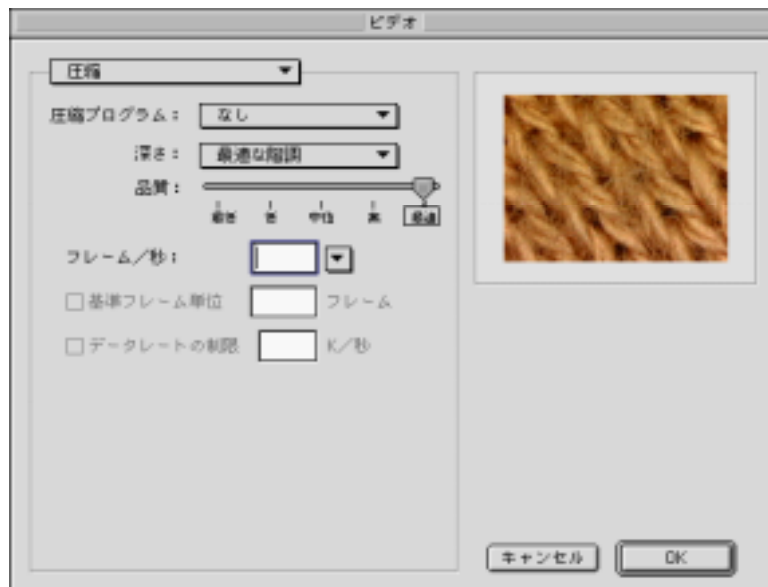 ビデオ
圧縮
圧縮プログラム： なし
深さ： 最適な階調
品質：
最低 低 中位 高 最適
フレーム／秒：
基準フレーム単位 フレーム
データレートの制限 K／秒
キャンセル OK